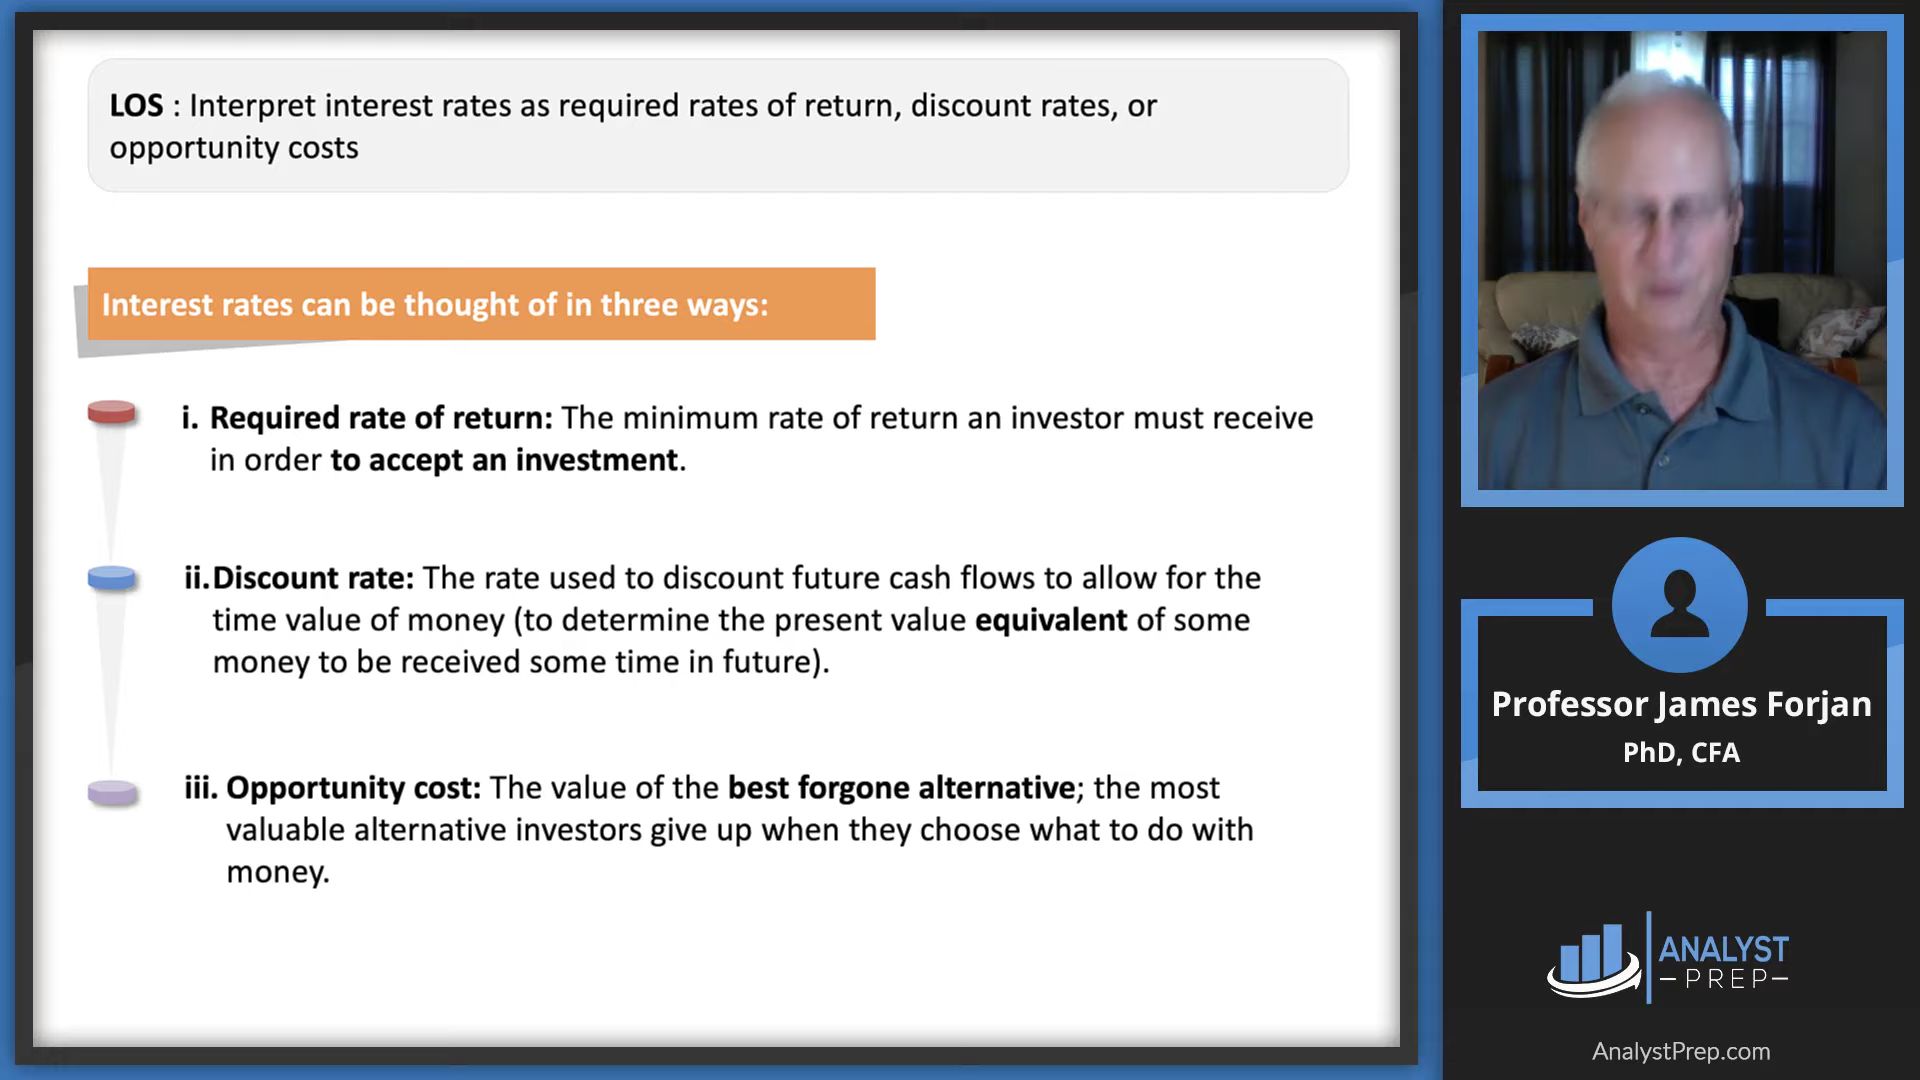 LOS : Interpret interest rates as required rates of return, discount rates, or
opportunity costs
Interest rates can be thought of in three ways:
i. Required rate of return: The minimum rate of return an investor must receive
in order to accept an investment.
ii.Discount rate: The rate used to discount future cash flows to allow for the
time value of money (to determine the present value equivalent of some
money to be received some time in future).
iii. Opportunity cost: The value of the best forgone alternative; the most
valuable alternative investors give up when they choose what to do with
money.
Professor James Forjan
PhD, CFA
ANALYST
PREP
AnalystPrep.com